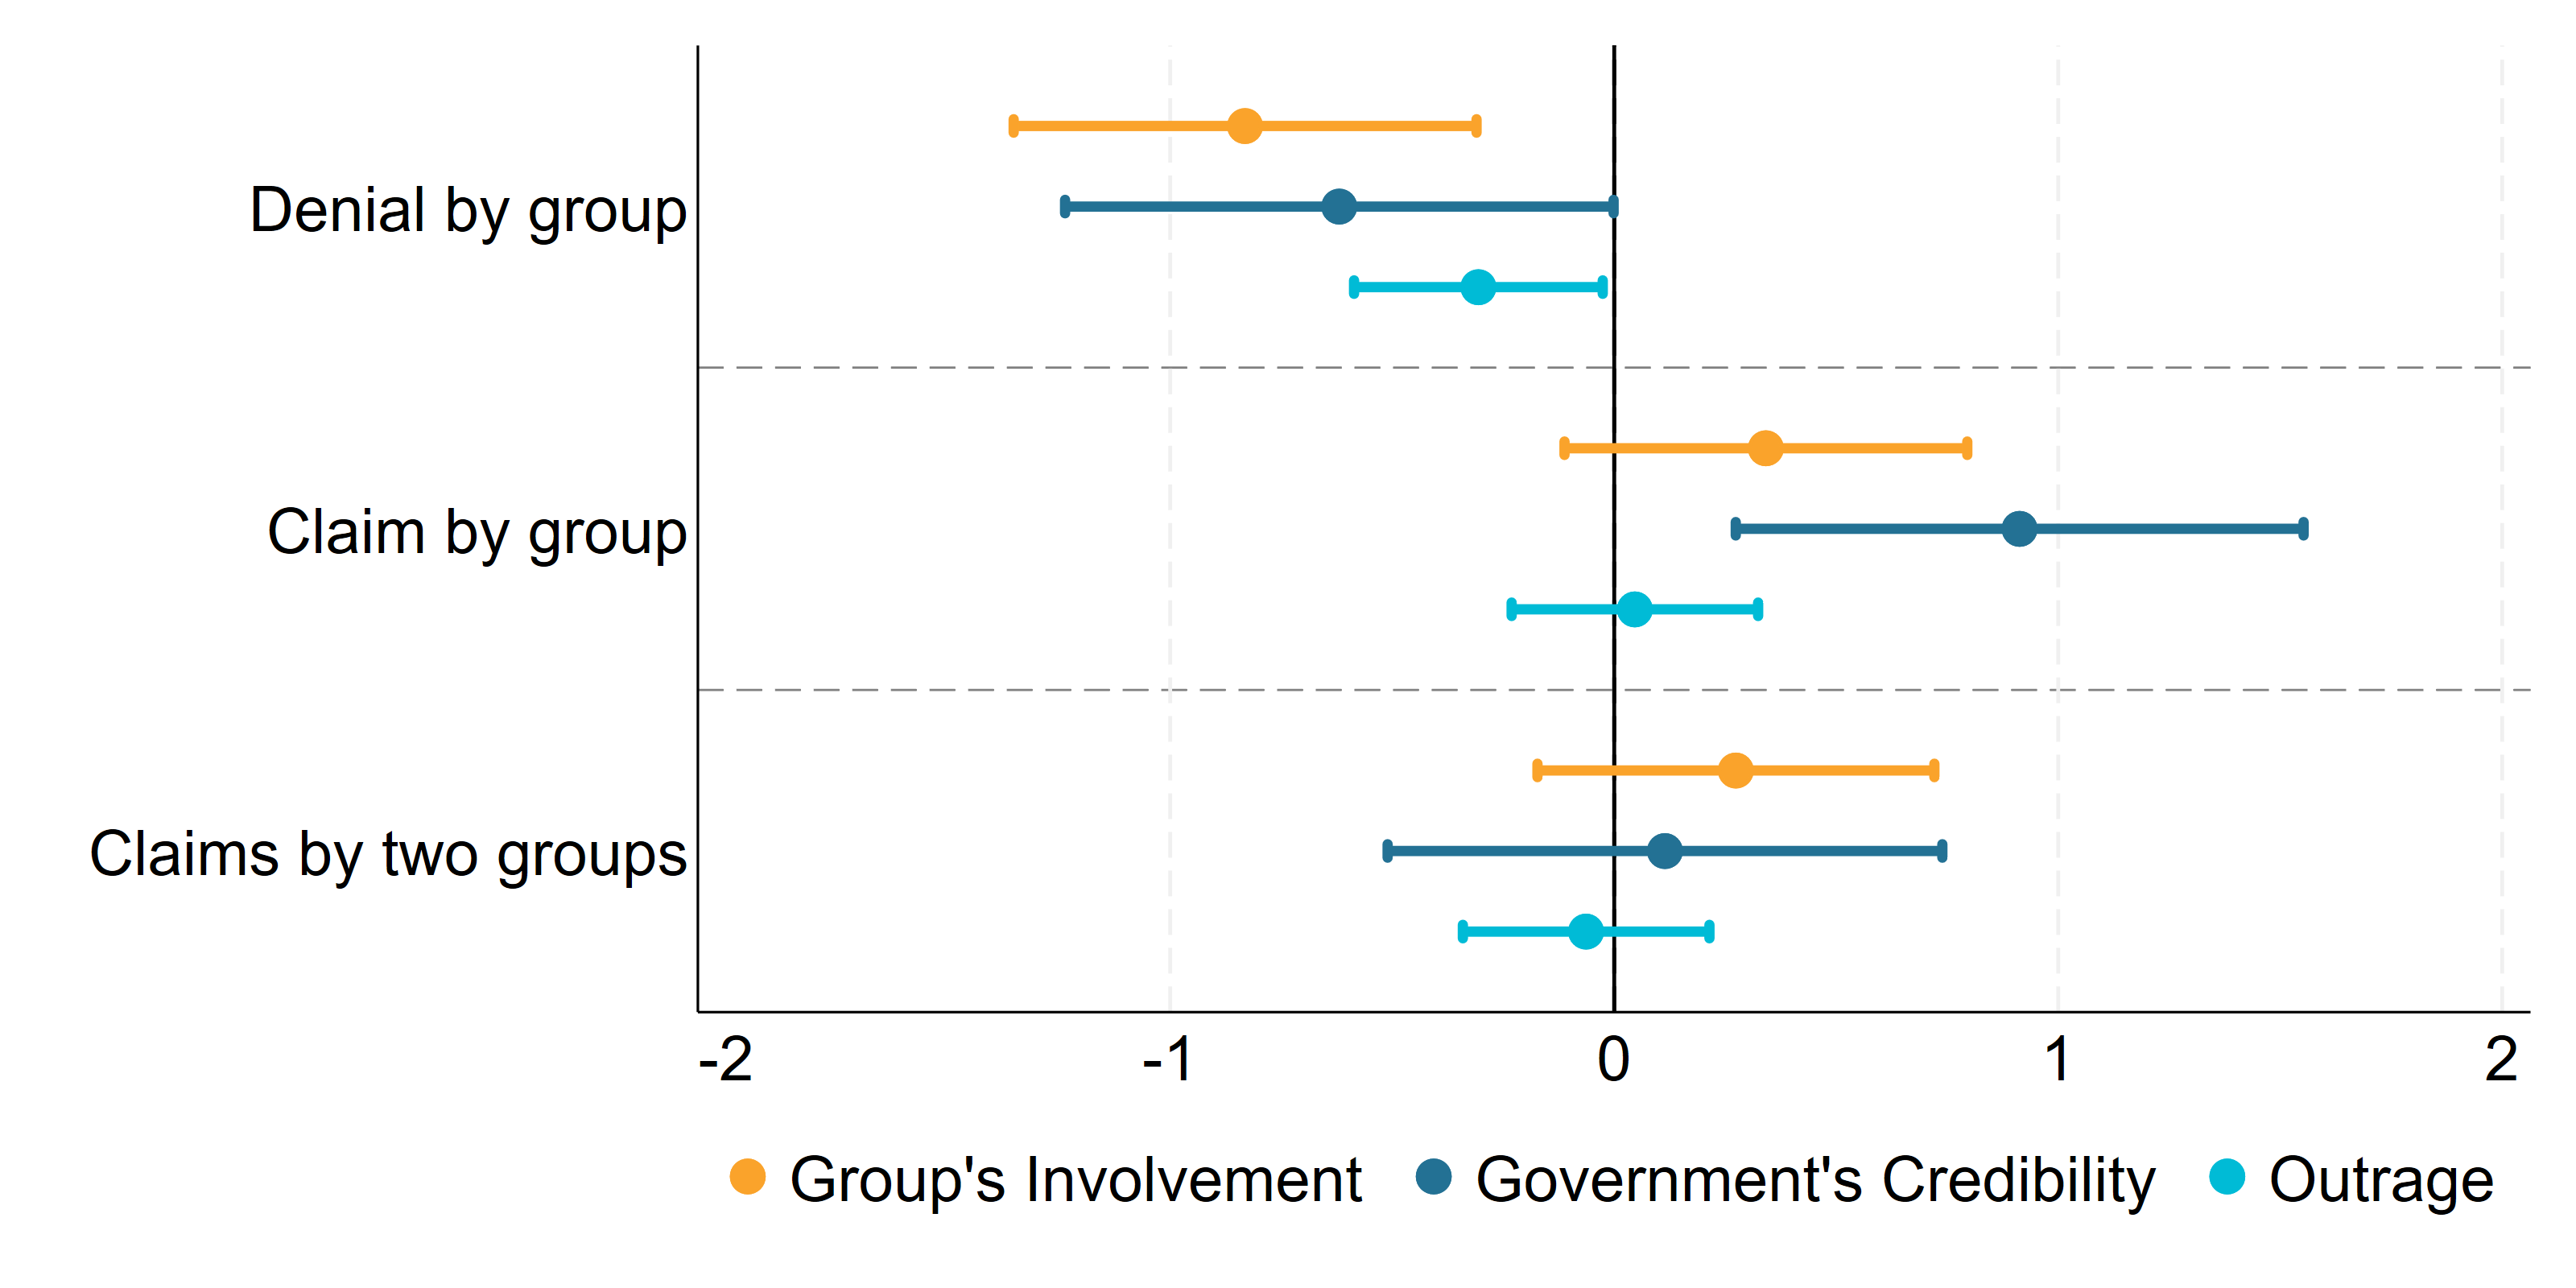 Denial by group
Claim by group
Claims by two groups
-2 -1 0 1 2
Group's Involvement Government's Credibility Outrage